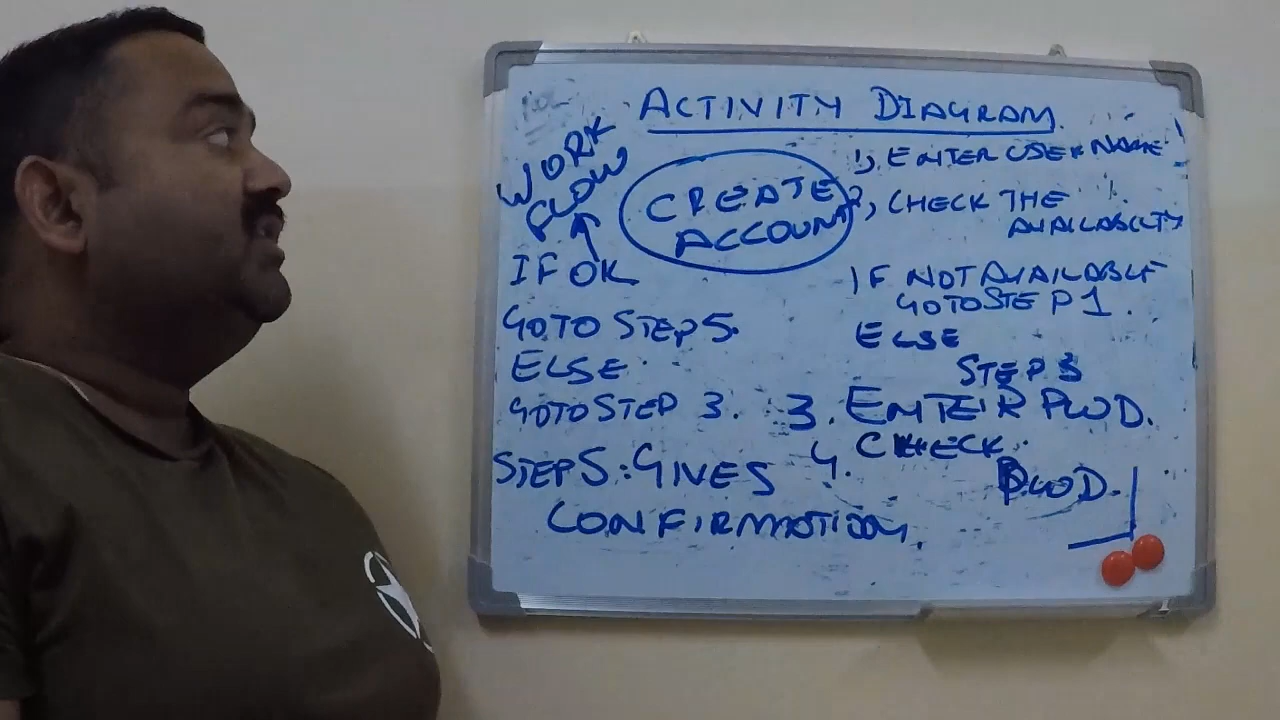 ACTIVITY DIAGRAM
WORK
FLOW
CREATE
ACCOUNT
1, ENTER USER NAME
2, CHECK THE
AVAILABILTY
IF NOT AVAILABLE
GOTO STEP 1.
ELSE
STEP 3
3. ENTER PWD.
4. CHECK
PWD.
IF OK
GOTO STEP 5.
ELSE
GOTO STEP 3.
STEP 5: GIVES
CONFIRMATION.